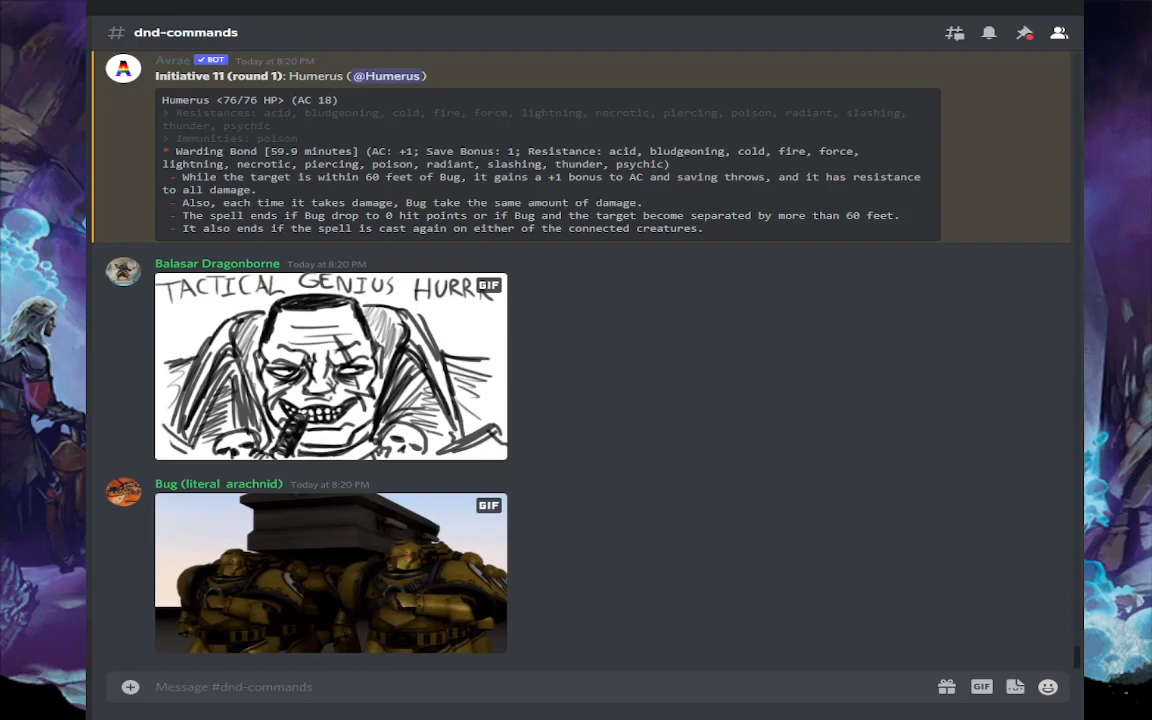 # dnd-commands
Avrae ✓ BOT Today at 8:20 PM
Initiative 11 (round 1): Humerus ( @Humerus )
Humerus <76/76 HP> (AC 18)
> Resistances: acid, bludgeoning, cold, fire, force, lightning, necrotic, piercing, poison, radiant, slashing,
thunder, psychic
> Immunities: poison
* Warding Bond [59.9 minutes] (AC: +1; Save Bonus: 1; Resistance: acid, bludgeoning, cold, fire, force,
lightning, necrotic, piercing, poison, radiant, slashing, thunder, psychic)
- While the target is within 60 feet of Bug, it gains a +1 bonus to AC and saving throws, and it has resistance
to all damage.
- Also, each time it takes damage, Bug take the same amount of damage.
- The spell ends if Bug drop to 0 hit points or if Bug and the target become separated by more than 60 feet.
- It also ends if the spell is cast again on either of the connected creatures.
Balasar Dragonborne Today at 8:20 PM
TACTICAL GENIUS HURRR
GIF
Bug (literal arachnid) Today at 8:20 PM
GIF
Message #dnd-commands
GIF